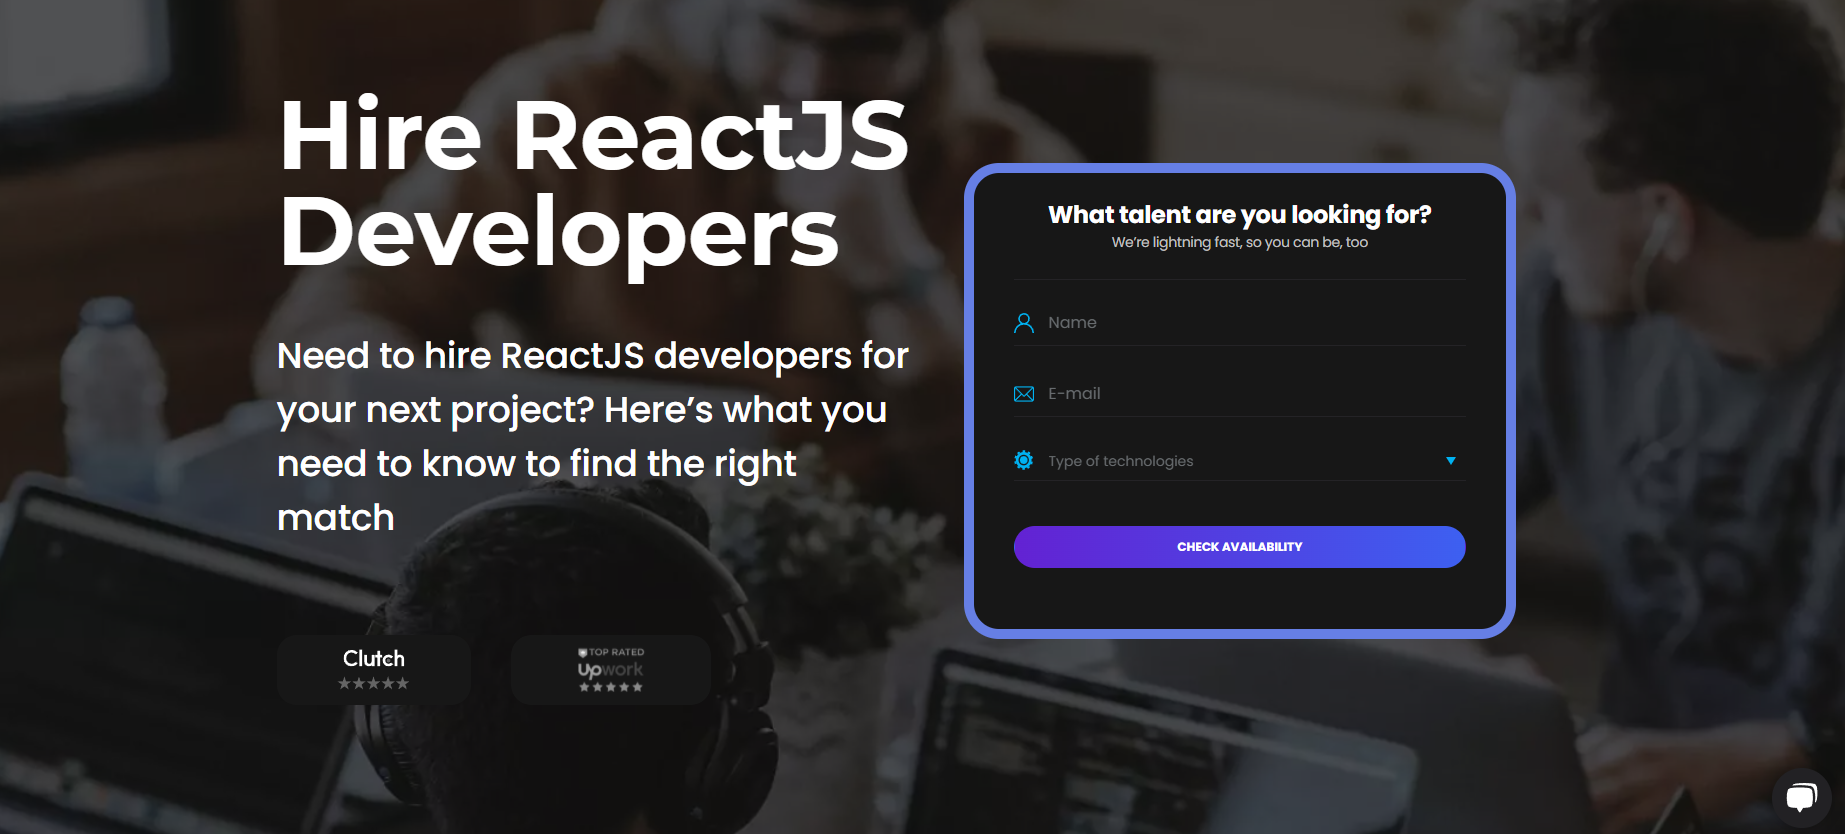 Hire ReactJS
Developers
Need to hire ReactJS developers for
your next project? Here’s what you
need to know to find the right
match
Clutch
TOP RATED
Upwork
What talent are you looking for?
We’re lightning fast, so you can be, too
Name
E-mail
Type of technologies
CHECK AVAILABILITY